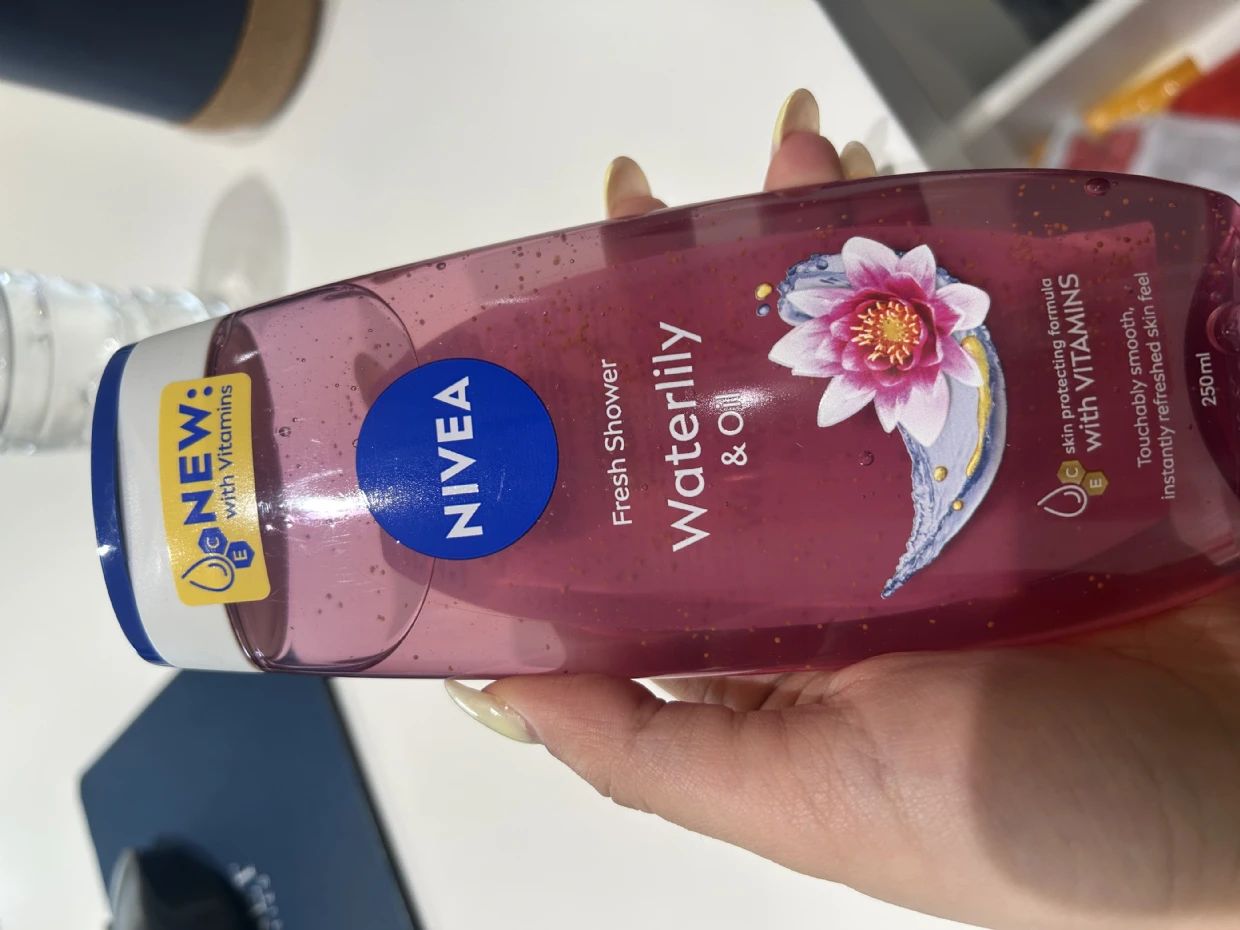 NEW:
with Vitamins
C
E
NIVEA
Fresh Shower
Waterlily
& Oil
C
E
skin protecting formula
with VITAMINS
Touchably smooth,
instantly refreshed skin feel
250ml